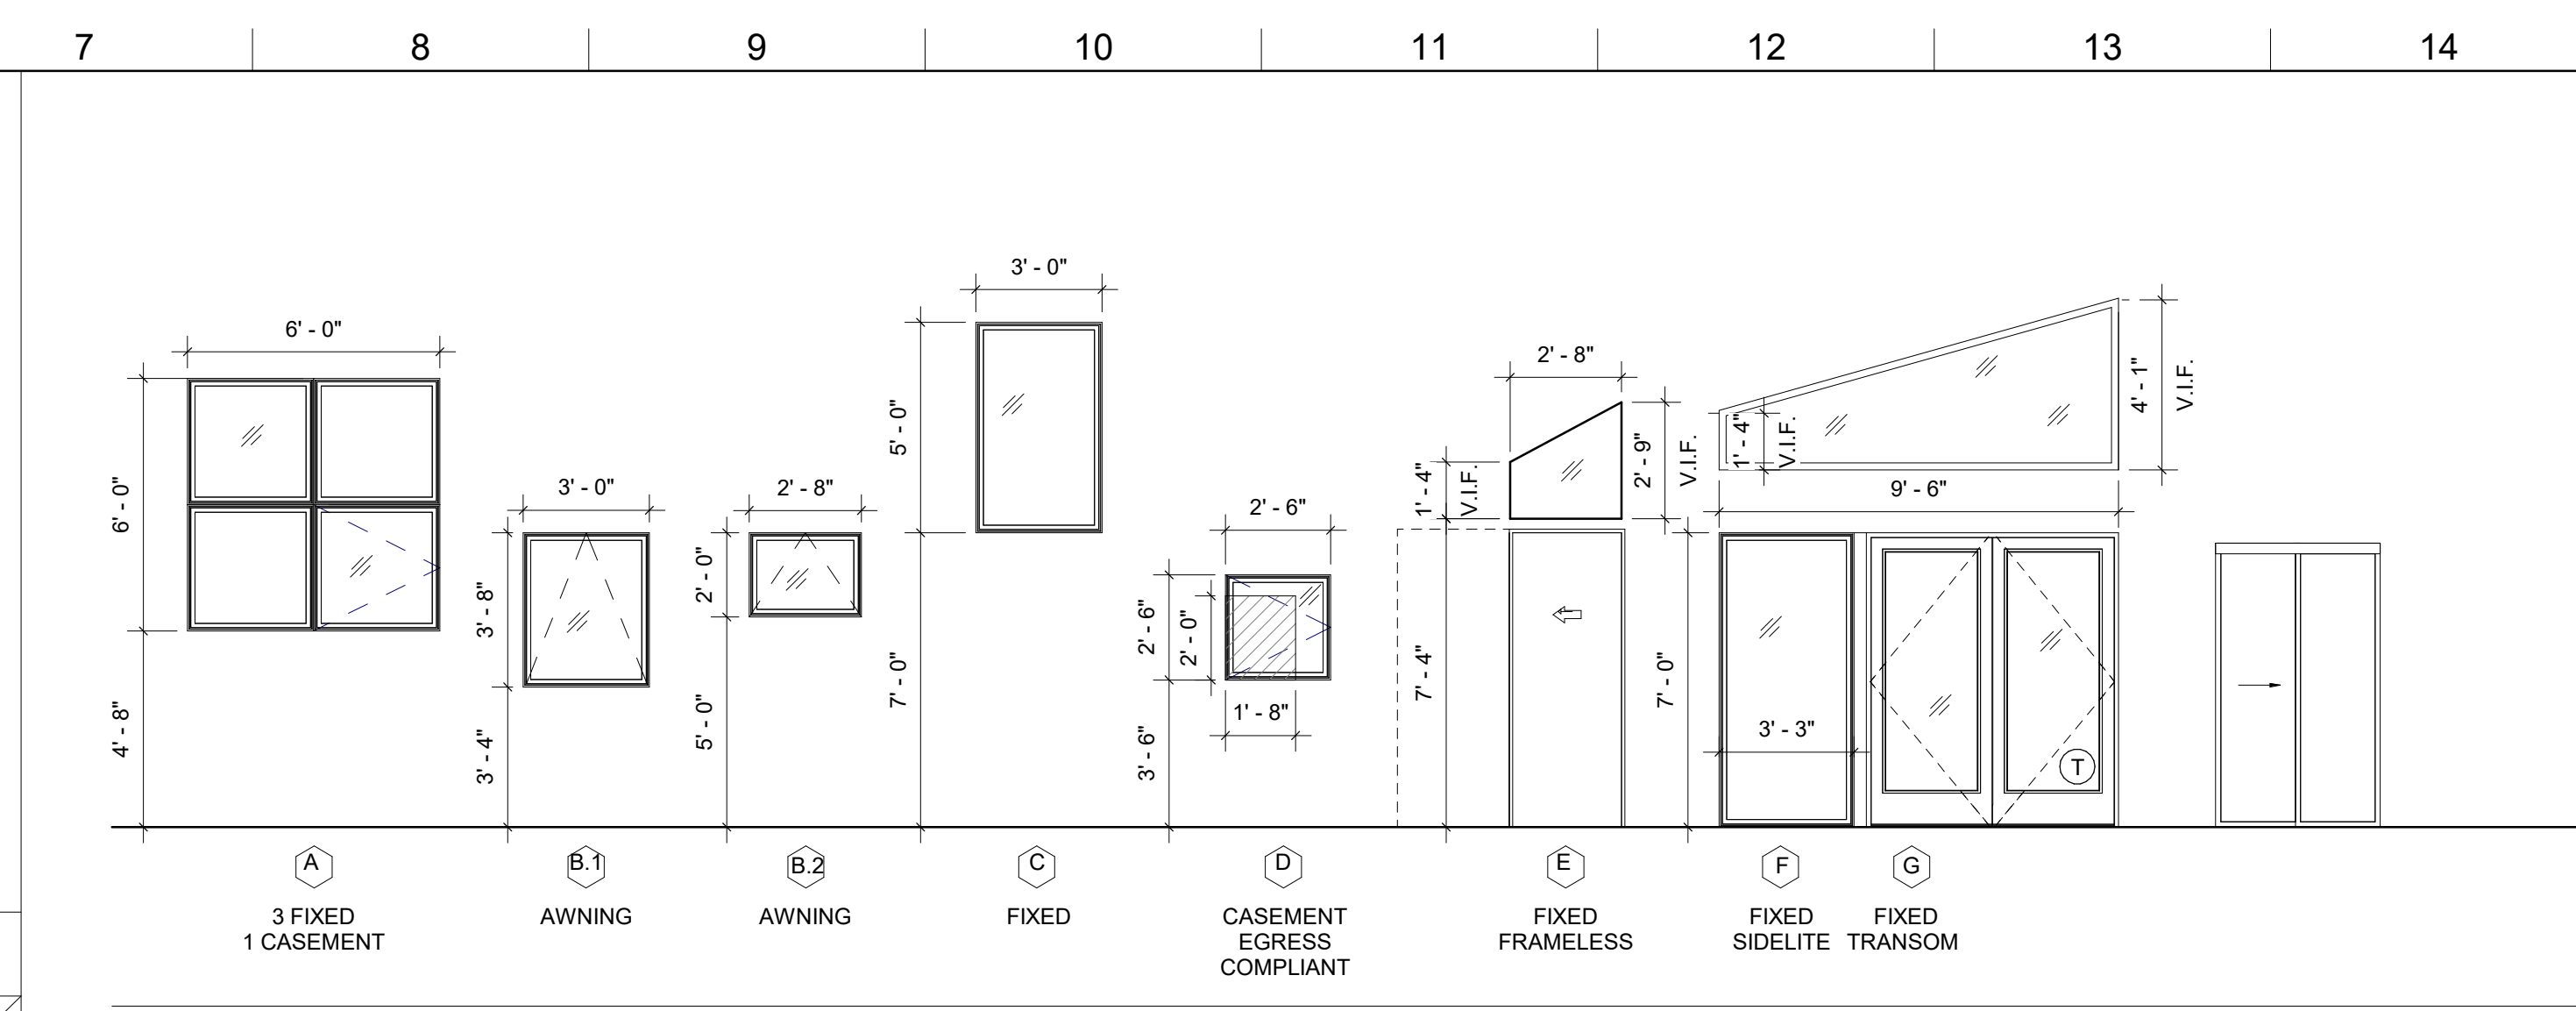 7 8 9 10 11 12 13 14
6' - 0"
6' - 0"
4' - 8"
3' - 0"
3' - 8"
3' - 4"
2' - 8"
2' - 0"
5' - 0"
3' - 0"
5' - 0"
7' - 0"
2' - 6"
2' - 6"
2' - 0"
1' - 8"
3' - 6"
2' - 8"
1' - 4"
V.I.F.
2' - 9"
V.I.F.
7' - 4"
1' - 4"
V.I.F.
4' - 1"
V.I.F.
9' - 6"
7' - 0"
3' - 3"
T
A
3 FIXED
1 CASEMENT
B.1
AWNING
B.2
AWNING
C
FIXED
D
CASEMENT
EGRESS
COMPLIANT
E
FIXED
FRAMELESS
F
FIXED
SIDELITE
G
FIXED
TRANSOM